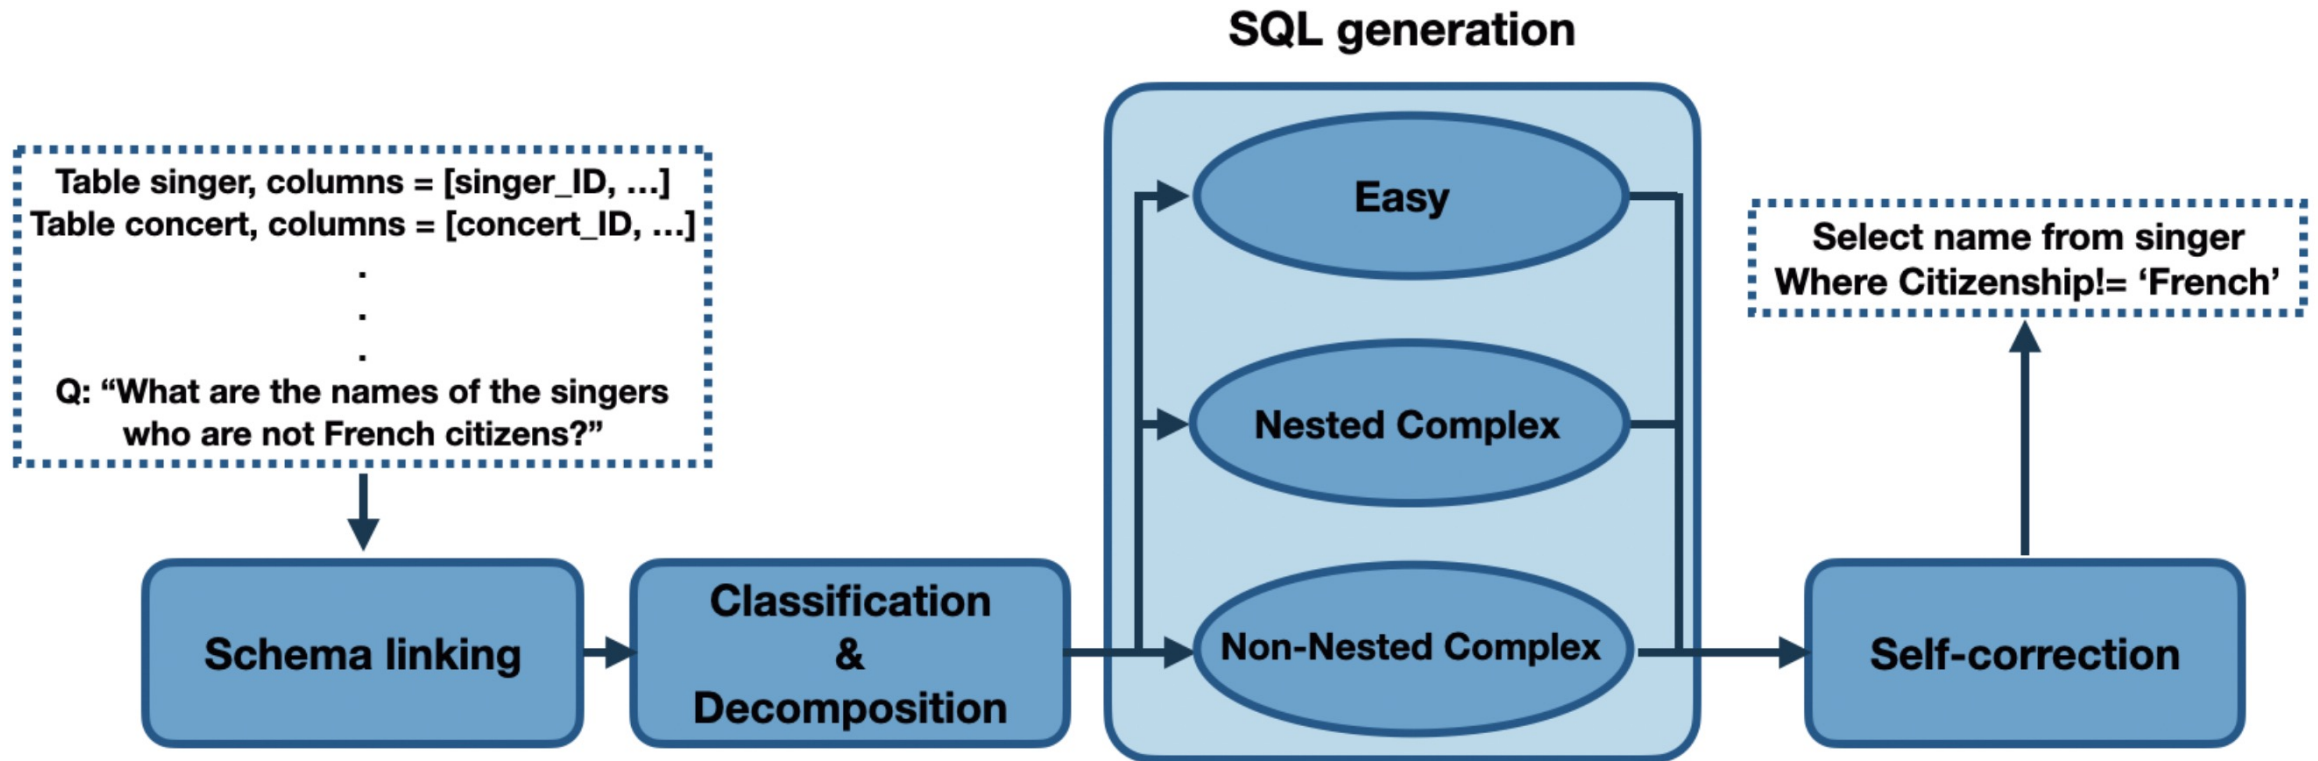 SQL generation
Table singer, columns = [singer_ID, ...]
Table concert, columns = [concert_ID, ...]
.
.
.
Q: “What are the names of the singers
who are not French citizens?”
Schema linking
Classification
&
Decomposition
Easy
Nested Complex
Non-Nested Complex
Self-correction
Select name from singer
Where Citizenship!= ‘French’